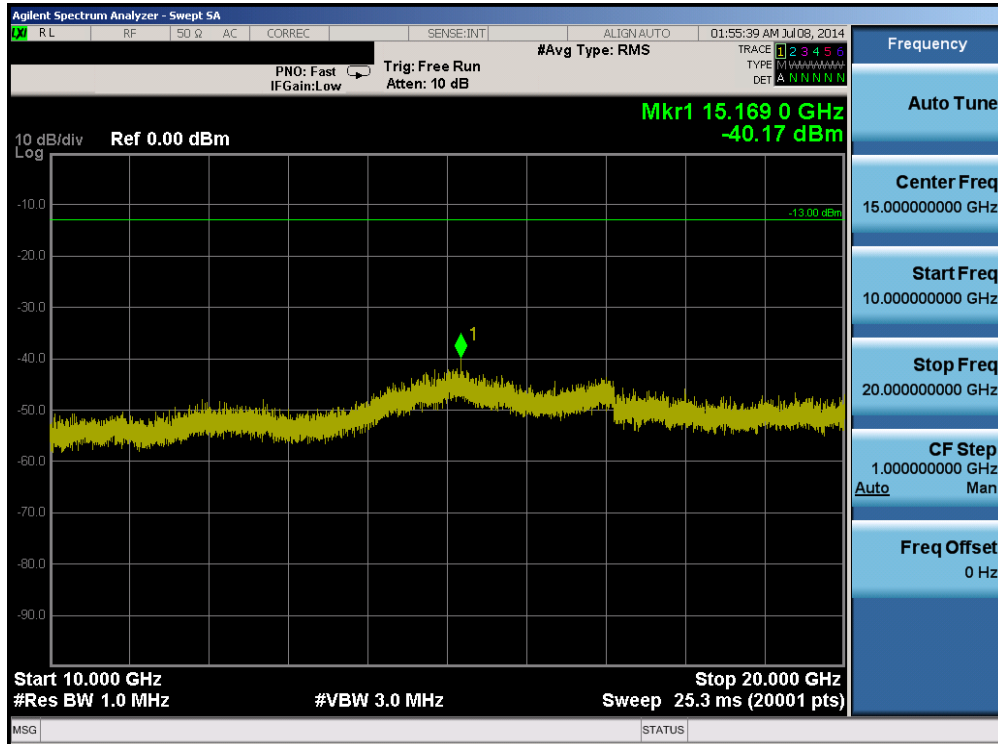 Agilent Spectrum Analyzer - Swept SA
LXI RL RF 50 Ω AC CORREC SENSE:INT ALIGN AUTO 01:55:39 AM Jul 08, 2014
Frequency
#Avg Type: RMS
TRACE 1 2 3 4 5 6
PNO: Fast Trig: Free Run
TYPE M WWWWW
IFGain:Low Atten: 10 dB
DET A N N N N N
Auto Tune
Mkr1 15.169 0 GHz
-40.17 dBm
10 dB/div Ref 0.00 dBm
Log
Center Freq
15.000000000 GHz
-10.0
-13.00 dBm
-20.0
Start Freq
10.000000000 GHz
-30.0
1
-40.0
Stop Freq
20.000000000 GHz
-50.0
-60.0
CF Step
1.000000000 GHz
Auto Man
-70.0
Freq Offset
0 Hz
-80.0
-90.0
Start 10.000 GHz Stop 20.000 GHz
#Res BW 1.0 MHz #VBW 3.0 MHz Sweep 25.3 ms (20001 pts)
MSG STATUS